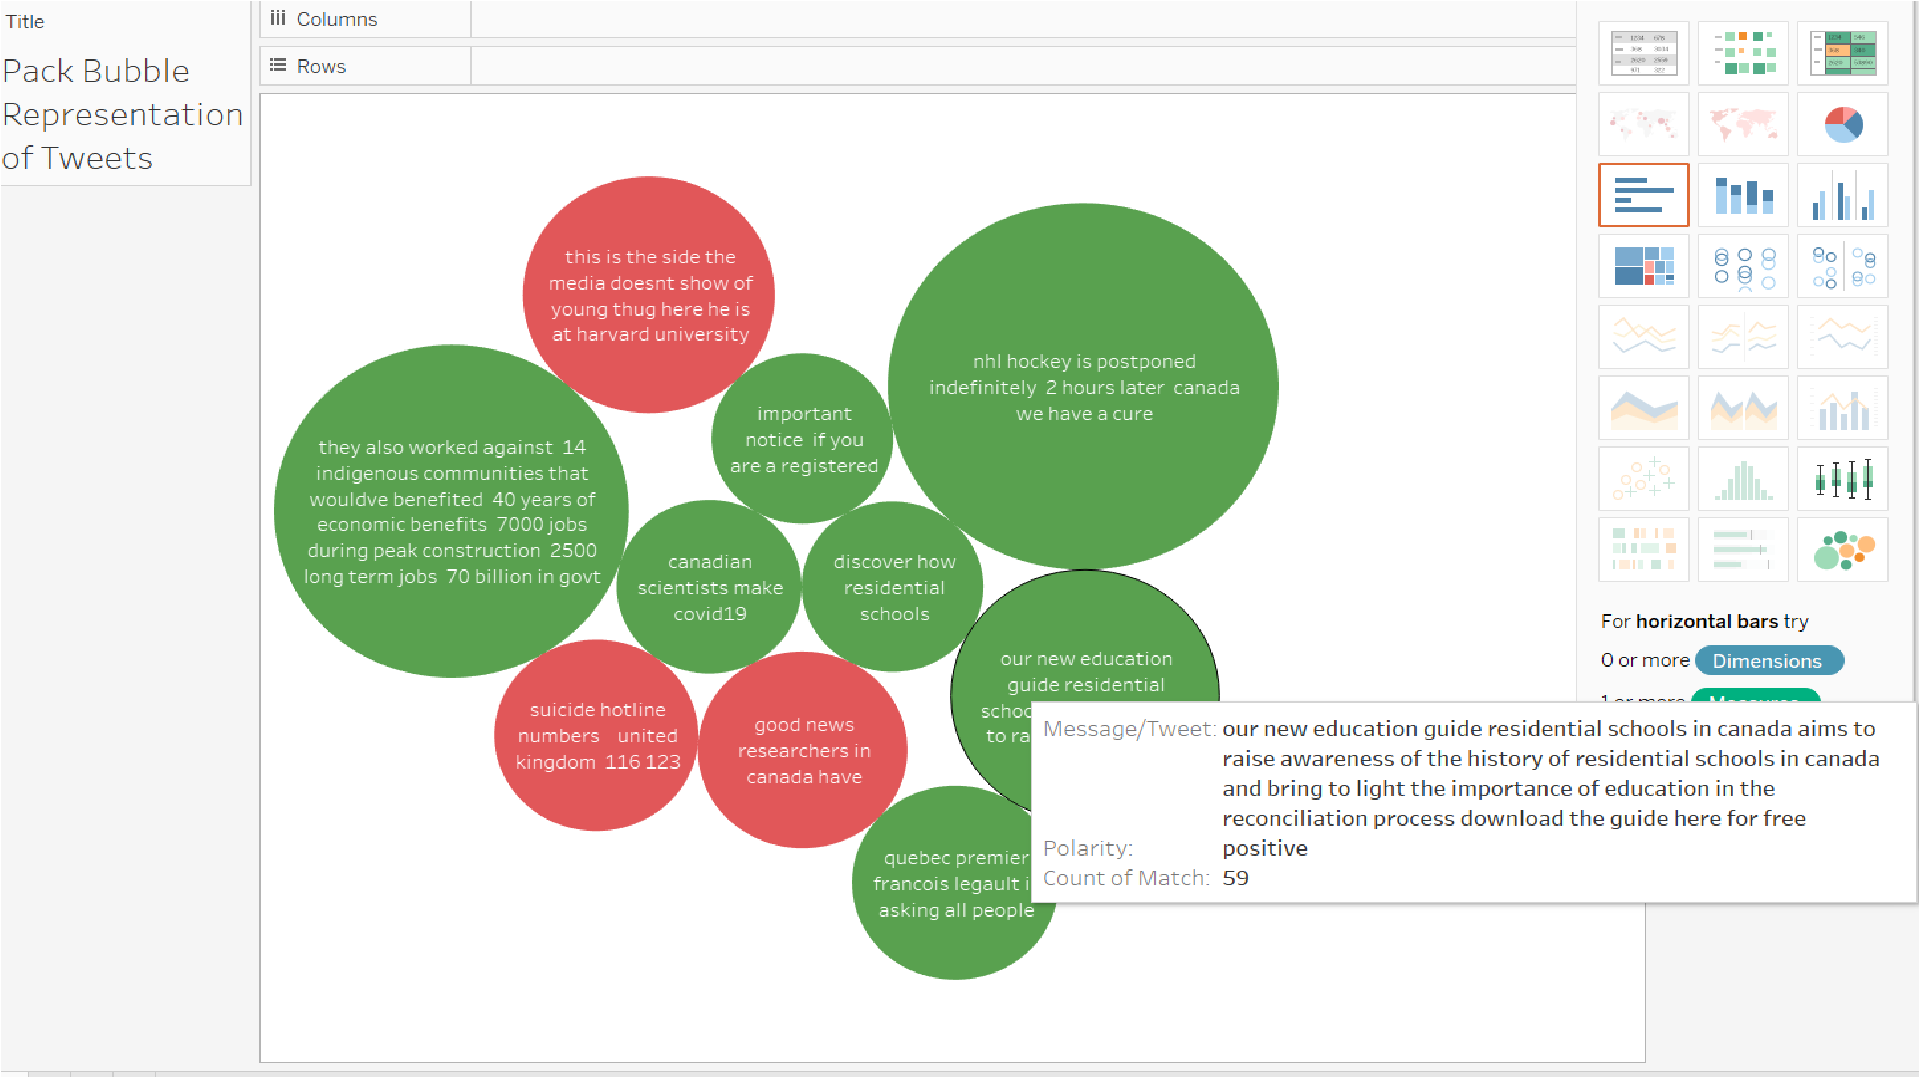 Title
Pack Bubble
Representation
of Tweets
Columns
Rows
this is the side the
media doesnt show of
young thug here he is
at harvard university
nhl hockey is postponed
indefinitely 2 hours later canada
we have a cure
important
notice if you
are a registered
they also worked against 14
indigenous communities that
wouldve benefited 40 years of
economic benefits 7000 jobs
during peak construction 2500
long term jobs 70 billion in govt
canadian
scientists make
covid19
discover how
residential
schools
our new education
guide residential
schoo
to ra
suicide hotline
numbers united
kingdom 116 123
good news
researchers in
canada have
quebec premier
francois legault i
asking all people
Message/Tweet: our new education guide residential schools in canada aims to
raise awareness of the history of residential schools in canada
and bring to light the importance of education in the
reconciliation process download the guide here for free
Polarity: positive
Count of Match: 59
For horizontal bars try
0 or more Dimensions
1 or more Measures